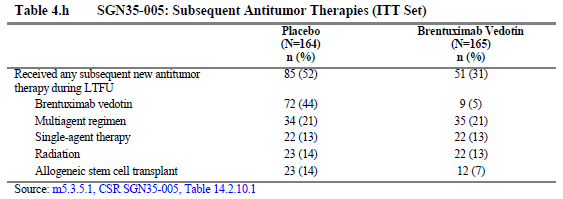 Table 4.h SGN35-005: Subsequent Antitumor Therapies (ITT Set)
Placebo Brentuximab Vedotin
(N=164) (N=165)
n (%) n (%)
Received any subsequent new antitumor 85 (52) 51 (31)
therapy during LTFU
Brentuximab vedotin 72 (44) 9 (5)
Multiagent regimen 34 (21) 35 (21)
Single-agent therapy 22 (13) 22 (13)
Radiation 23 (14) 22 (13)
Allogeneic stem cell transplant 23 (14) 12 (7)
Source: m5.3.5.1, CSR SGN35-005, Table 14.2.10.1